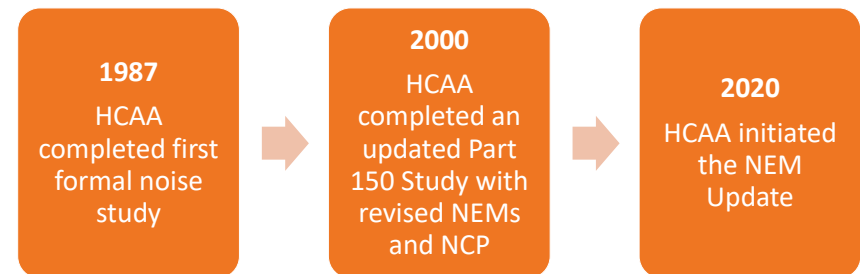 1987
HCAA
completed first
formal noise
study
2000
HCAA
completed an
updated Part
150 Study with
revised NEMs
and NCP
2020
HCAA initiated
the NEM
Update